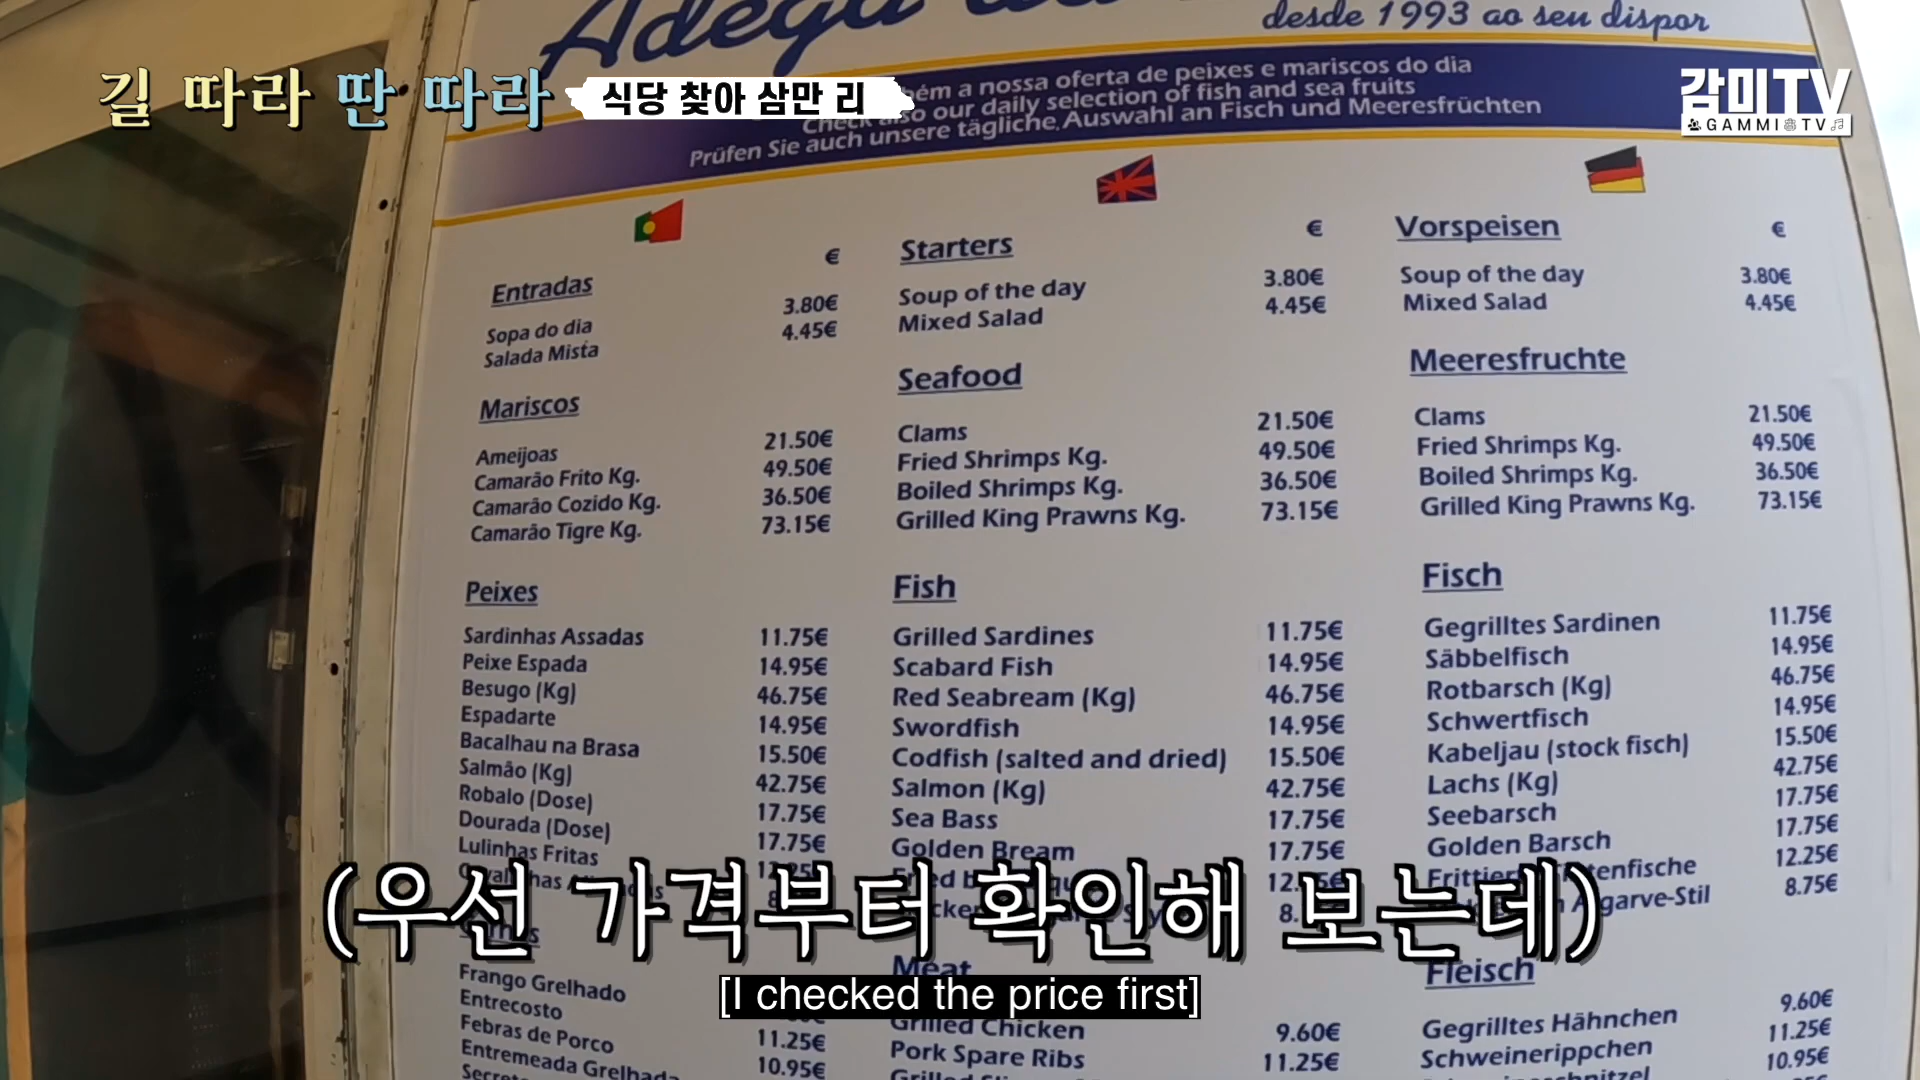 Adega
desde 1993 ao seu dispor
길 따라 딴 따라
식당 찾아 삼만 리
감미TV
GAMMI TV
a nossa oferta de peixes e mariscos do dia
Check also our daily selection of fish and sea fruits
Prüfen Sie auch unsere tägliche Auswahl an Fisch und Meeresfrüchten
€
Entradas
Sopa do dia 3.80€
Salada Mista 4.45€
Mariscos
Ameijoas 21.50€
Camarão Frito Kg. 49.50€
Camarão Cozido Kg. 36.50€
Camarão Tigre Kg. 73.15€
Peixes
Sardinhas Assadas 11.75€
Peixe Espada 14.95€
Besugo (Kg) 46.75€
Espadarte 14.95€
Bacalhau na Brasa 15.50€
Salmão (Kg) 42.75€
Robalo (Dose) 17.75€
Dourada (Dose) 17.75€
Lulinhas Fritas
Frango Grelhado
Entrecosto 11.25€
Febras de Porco 10.95€
Entremeada Grelhada
€
Starters
Soup of the day 3.80€
Mixed Salad 4.45€
Seafood
Clams 21.50€
Fried Shrimps Kg. 49.50€
Boiled Shrimps Kg. 36.50€
Grilled King Prawns Kg. 73.15€
Fish
Grilled Sardines 11.75€
Scabard Fish 14.95€
Red Seabream (Kg) 46.75€
Swordfish 14.95€
Codfish (salted and dried) 15.50€
Salmon (Kg) 42.75€
Sea Bass 17.75€
Golden Bream 17.75€
Meat
Grilled Chicken 9.60€
Pork Spare Ribs 11.25€
€
Vorspeisen
Soup of the day 3.80€
Mixed Salad 4.45€
Meeresfruchte
Clams 21.50€
Fried Shrimps Kg. 49.50€
Boiled Shrimps Kg. 36.50€
Grilled King Prawns Kg. 73.15€
Fisch
Gegrilltes Sardinen 11.75€
Säbbelfisch 14.95€
Rotbarsch (Kg) 46.75€
Schwertfisch 14.95€
Kabeljau (stock fisch) 15.50€
Lachs (Kg) 42.75€
Seebarsch 17.75€
Golden Barsch 17.75€
12.25€
Algarve-Stil 8.75€
Fleisch
Gegrilltes Hähnchen 9.60€
Schweinerippchen 11.25€
10.95€
(우선 가격부터 확인해 보는데)
[I checked the price first]